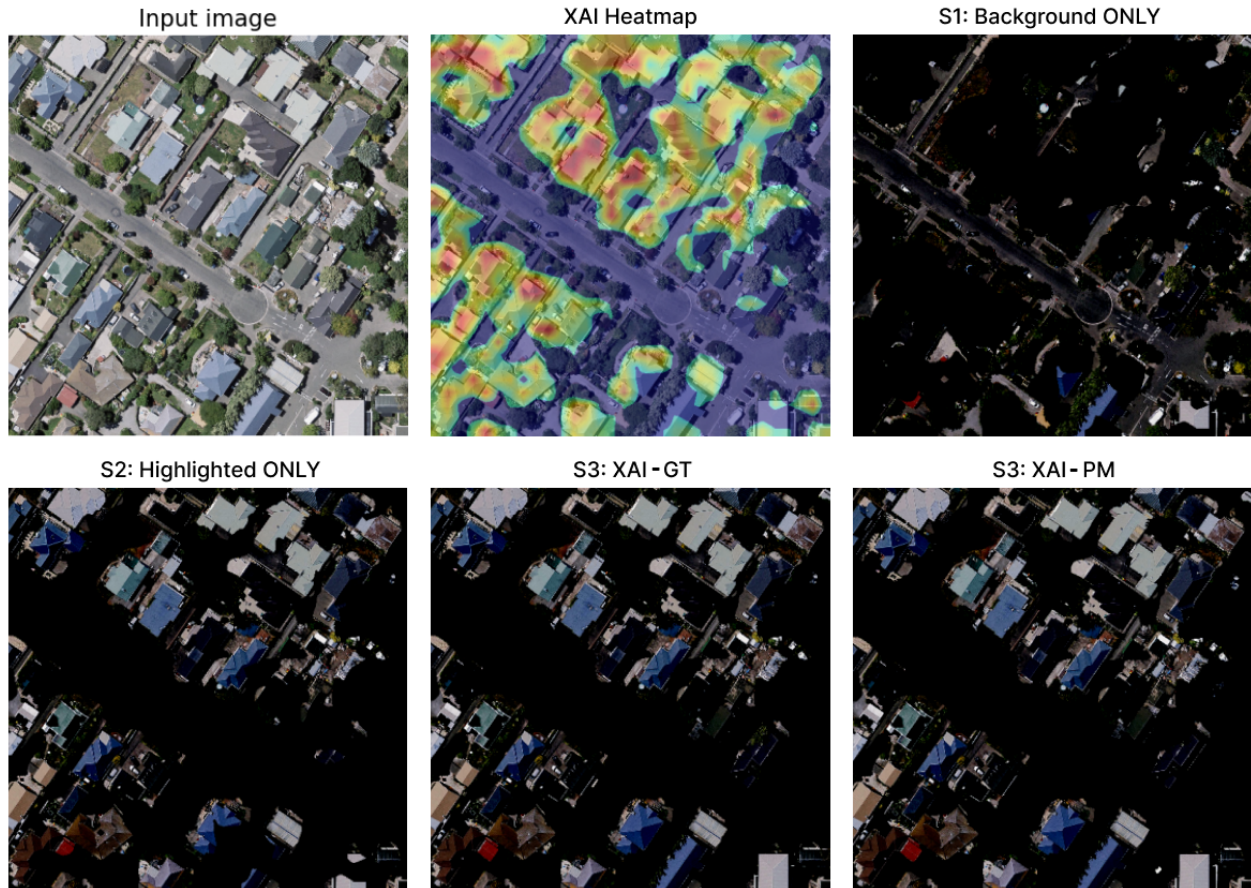 Input image
XAI Heatmap
S1: Background ONLY
S2: Highlighted ONLY
S3: XAI-GT
S3: XAI-PM